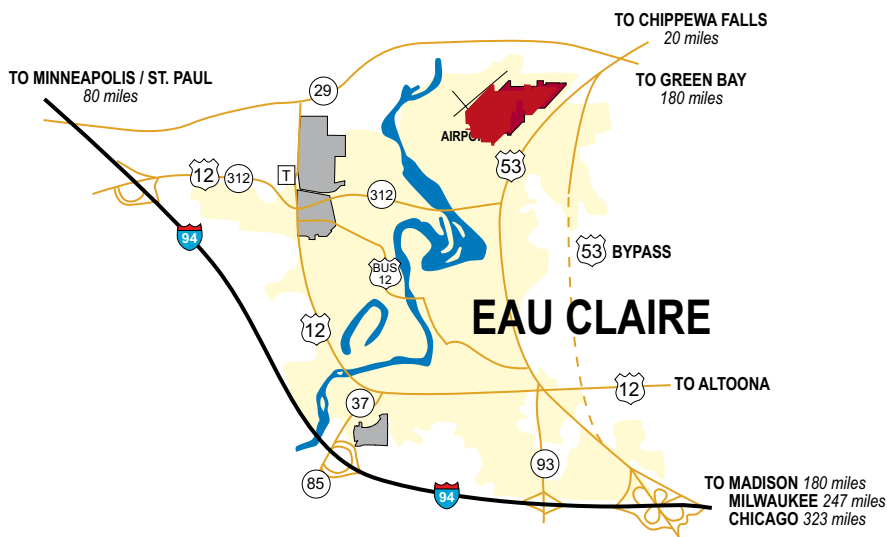 TO CHIPPEWA FALLS
20 miles
TO MINNEAPOLIS / ST. PAUL
80 miles
TO GREEN BAY
180 miles
29
53
12
312
T
312
94
53 BYPASS
BUS
12
EAU CLAIRE
12
TO ALTOONA
12
37
93
85
94
TO MADISON 180 miles
MILWAUKEE 247 miles
CHICAGO 323 miles